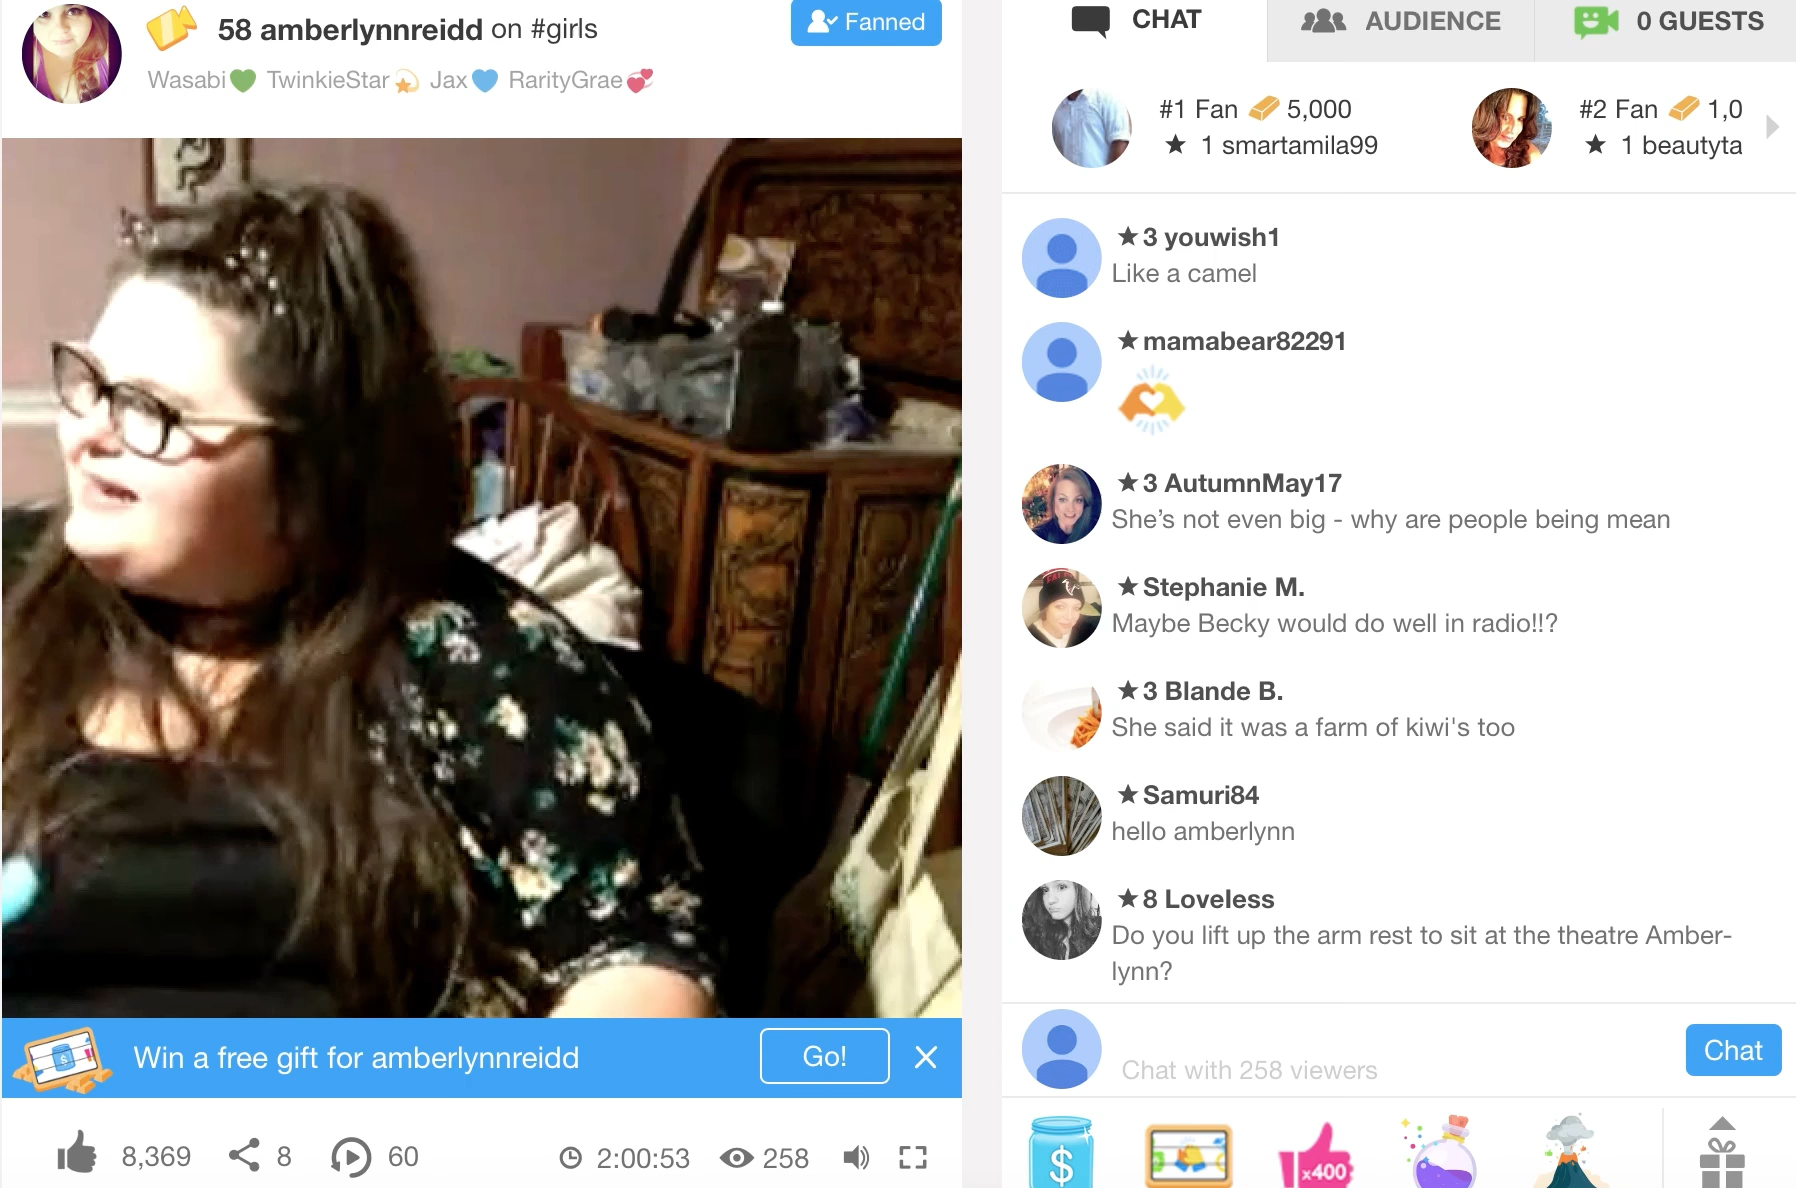 58 amberlynnreidd on #girls
Fanned
Wasabi💚 TwinkieStar💫 Jax💙 RarityGrae💞
Win a free gift for amberlynnreidd
Go!
8,369
8
60
2:00:53
258
CHAT
AUDIENCE
0 GUESTS
#1 Fan 5,000
★ 1 smartamila99
#2 Fan 1,0
★ 1 beautyta
★3 youwish1
Like a camel
★mamabear82291
★3 AutumnMay17
She’s not even big - why are people being mean
★Stephanie M.
Maybe Becky would do well in radio!!?
★3 Blande B.
She said it was a farm of kiwi's too
★Samuri84
hello amberlynn
★8 Loveless
Do you lift up the arm rest to sit at the theatre Amber-
lynn?
Chat with 258 viewers
Chat
$
x400